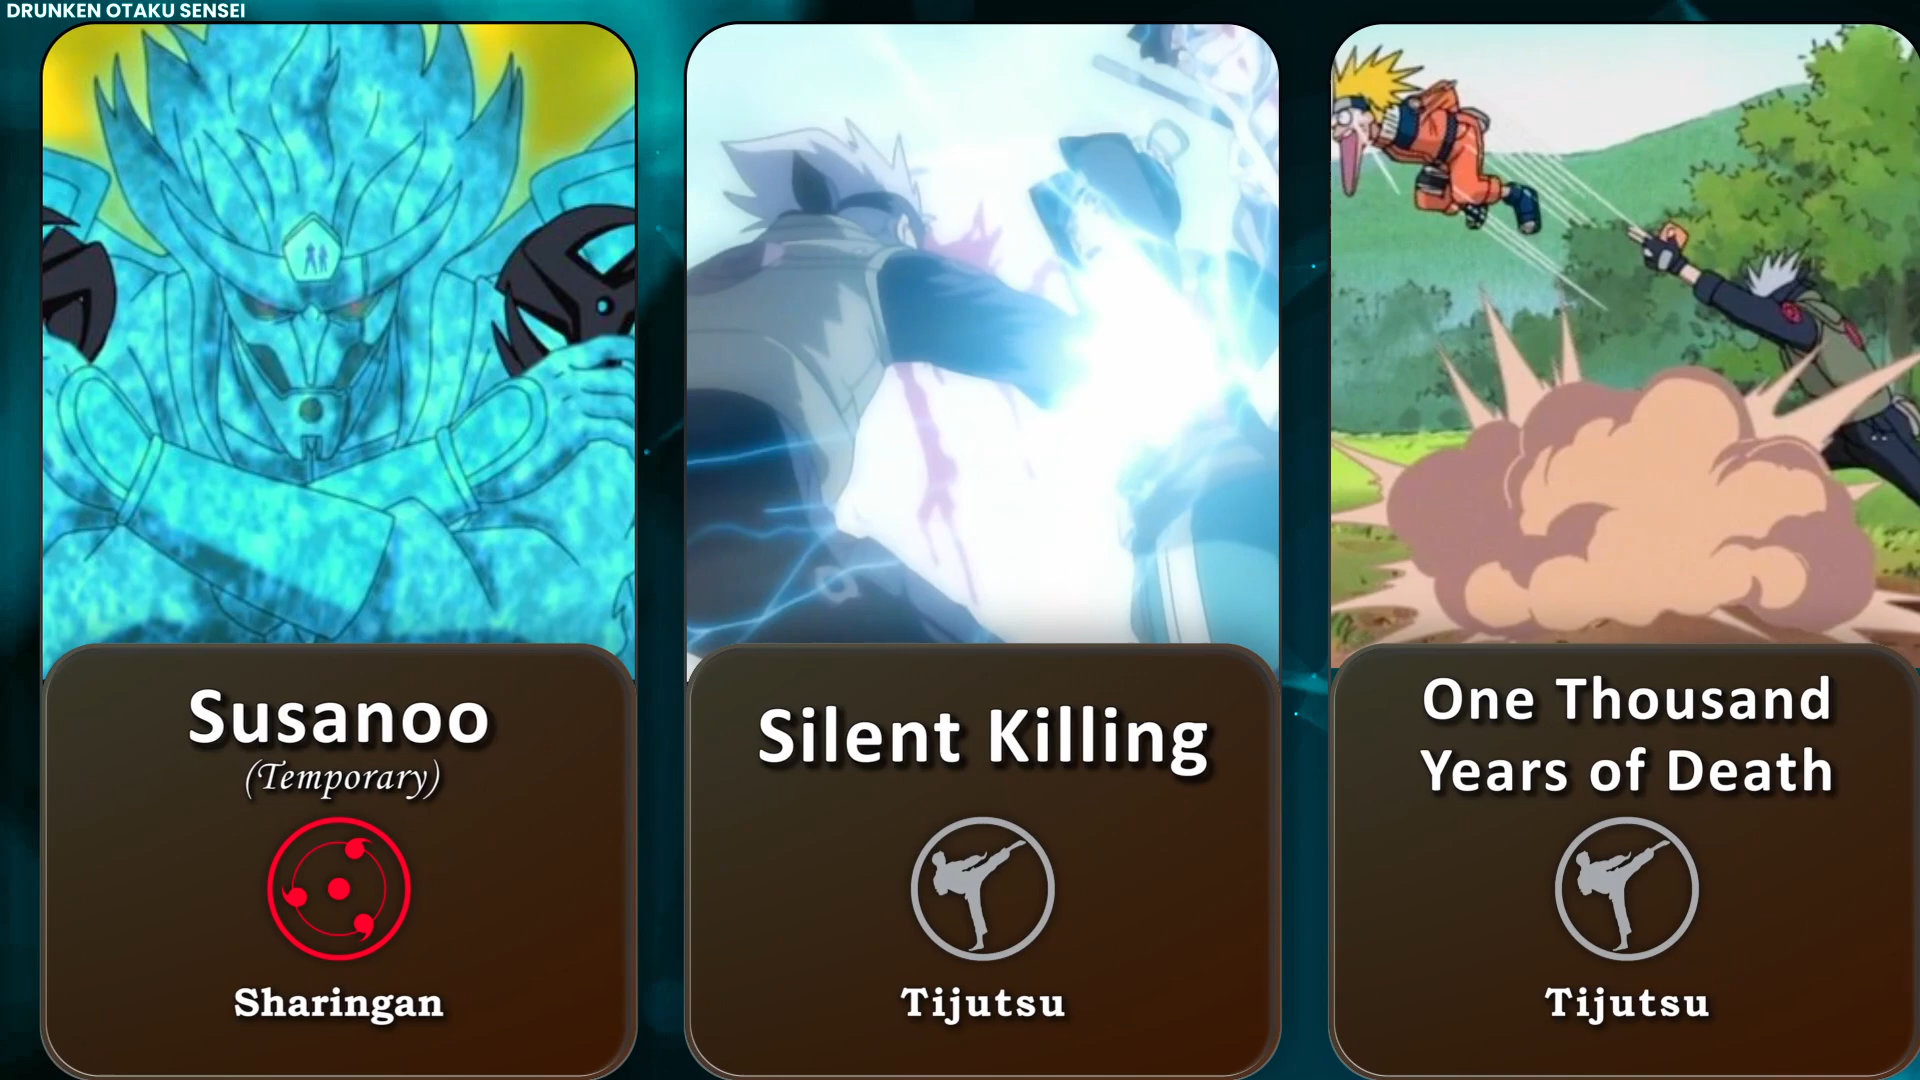 DRUNKEN OTAKU SENSEI
Susanoo
(Temporary)
Sharingan
Silent Killing
Tijutsu
One Thousand
Years of Death
Tijutsu